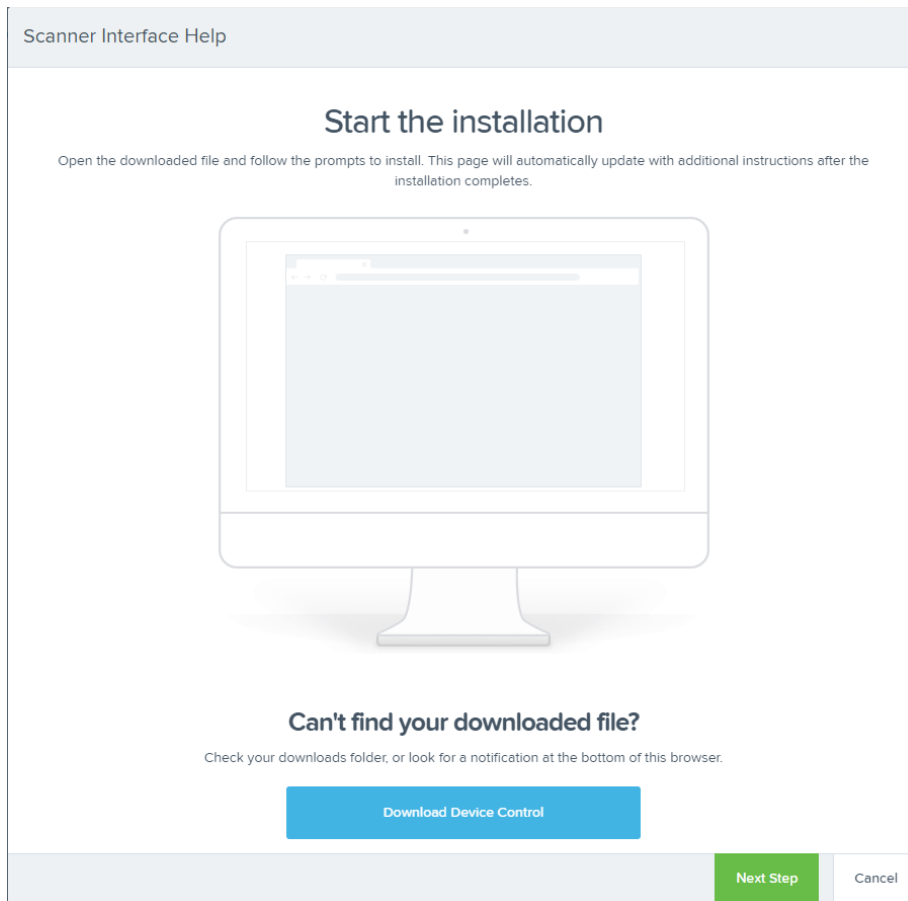 Scanner Interface Help
Start the installation
Open the downloaded file and follow the prompts to install. This page will automatically update with additional instructions after the
installation completes.
Can't find your downloaded file?
Check your downloads folder, or look for a notification at the bottom of this browser.
Download Device Control
Next Step
Cancel